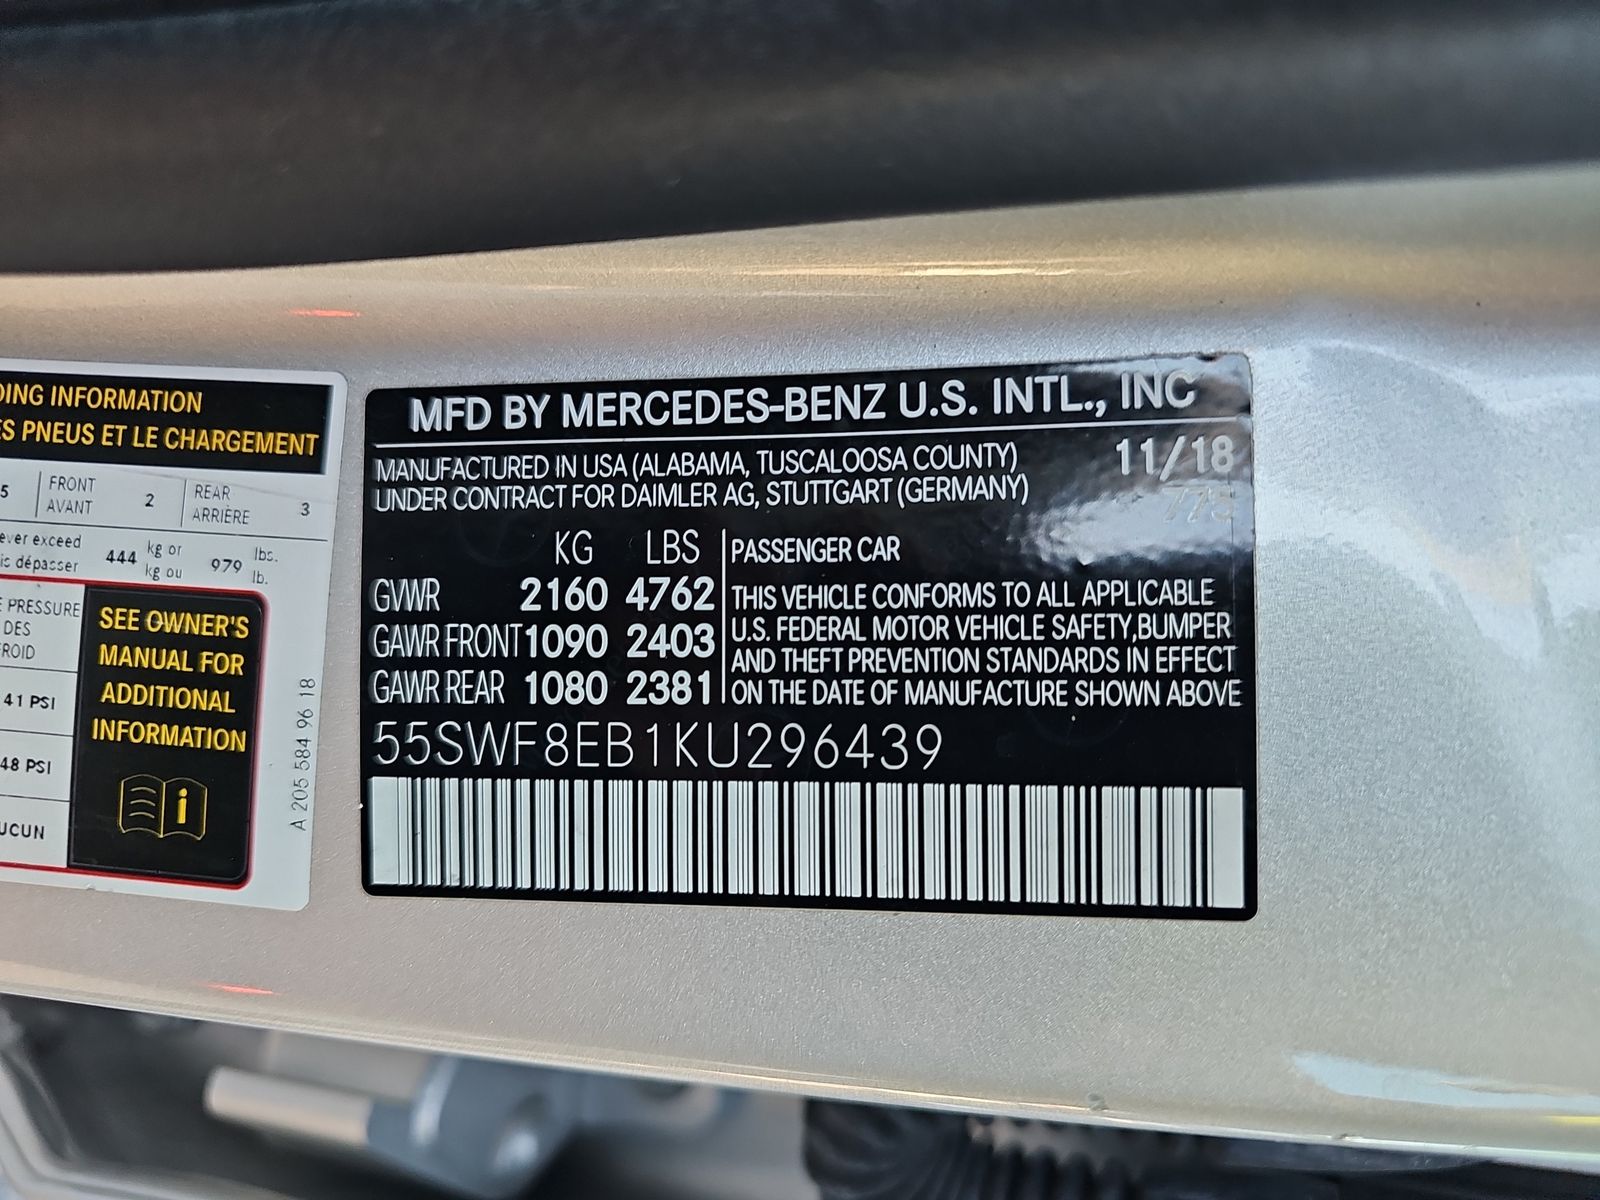 DING INFORMATION
ES PNEUS ET LE CHARGEMENT
5
FRONT
AVANT
2
REAR
ARRIÈRE
3
ever exceed
is dépasser
444
kg or
kg ou
979
lbs.
lb.
E PRESSURE
DES
ROID
41 PSI
48 PSI
UCUN
SEE OWNER'S
MANUAL FOR
ADDITIONAL
INFORMATION
i
A 205 584 96 18
MFD BY MERCEDES-BENZ U.S. INTL., INC
MANUFACTURED IN USA (ALABAMA, TUSCALOOSA COUNTY)
11/18
UNDER CONTRACT FOR DAIMLER AG, STUTTGART (GERMANY)
775
KG LBS
GVWR 2160 4762
GAWR FRONT 1090 2403
GAWR REAR 1080 2381
PASSENGER CAR
THIS VEHICLE CONFORMS TO ALL APPLICABLE
U.S. FEDERAL MOTOR VEHICLE SAFETY,BUMPER
AND THEFT PREVENTION STANDARDS IN EFFECT
ON THE DATE OF MANUFACTURE SHOWN ABOVE
55SWF8EB1KU296439